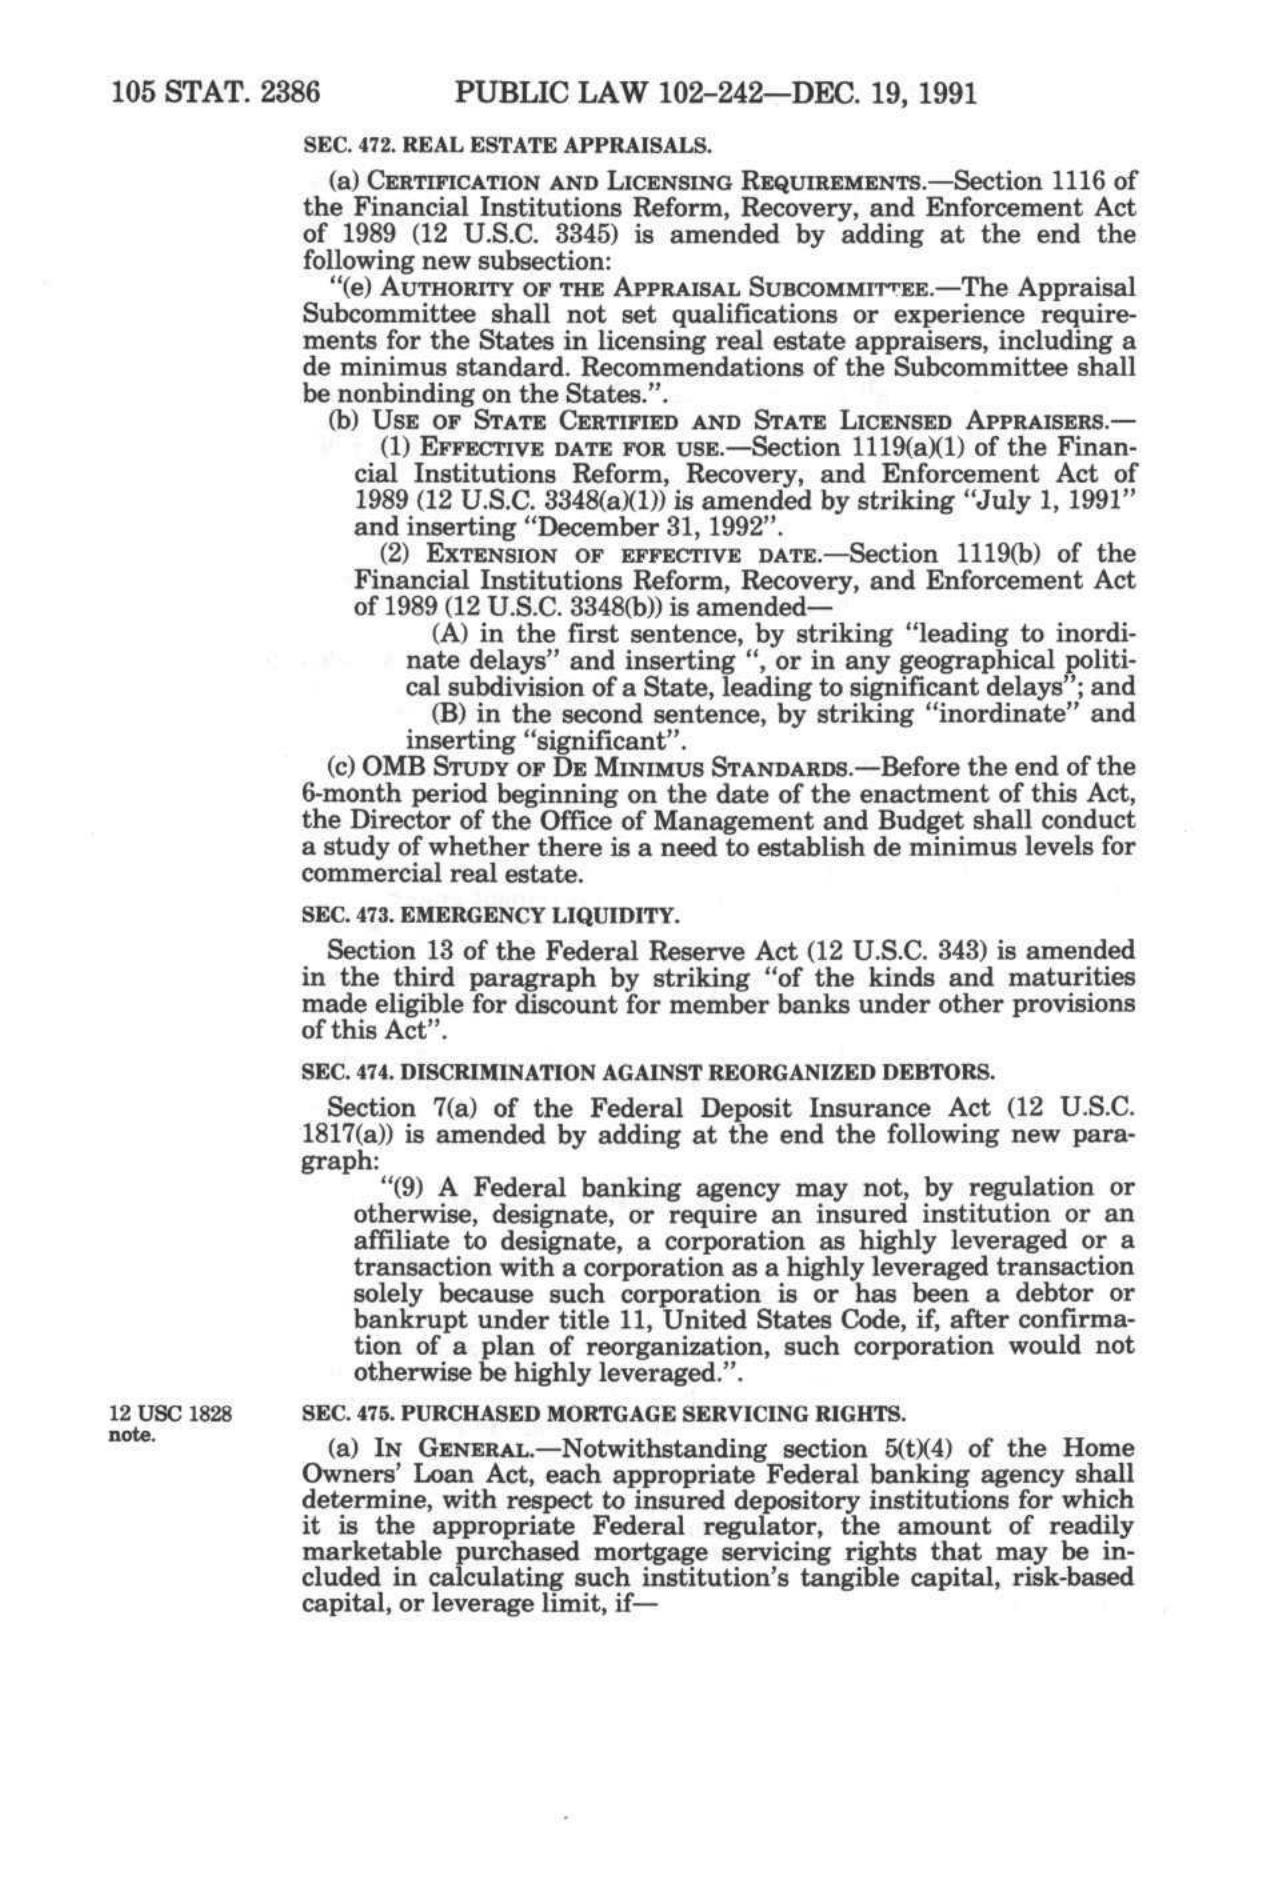 105 STAT. 2386 PUBLIC LAW 102-242—DEC. 19, 1991
SEC. 472. REAL ESTATE APPRAISALS.
(a) CERTIFICATION AND LICENSING REQUIREMENTS.—Section 1116 of
the Financial Institutions Reform, Recovery, and Enforcement Act
of 1989 (12 U.S.C. 3345) is amended by adding at the end the
following new subsection:
"(e) AUTHORITY OF THE APPRAISAL SUBCOMMITTEE.—The Appraisal
Subcommittee shall not set qualifications or experience require-
ments for the States in licensing real estate appraisers, including a
de minimus standard. Recommendations of the Subcommittee shall
be nonbinding on the States.".
(b) USE OF STATE CERTIFIED AND STATE LICENSED APPRAISERS.—
(1) EFFECTIVE DATE FOR USE.—Section 1119(a)(1) of the Finan-
cial Institutions Reform, Recovery, and Enforcement Act of
1989 (12 U.S.C. 3348(a)(1)) is amended by striking "July 1, 1991"
and inserting "December 31, 1992".
(2) EXTENSION OF EFFECTIVE DATE.—Section 1119(b) of the
Financial Institutions Reform, Recovery, and Enforcement Act
of 1989 (12 U.S.C. 3348(b)) is amended—
(A) in the first sentence, by striking "leading to inordi-
nate delays" and inserting ", or in any geographical politi-
cal subdivision of a State, leading to significant delays"; and
(B) in the second sentence, by striking "inordinate" and
inserting "significant".
(c) OMB STUDY OF DE MINIMUS STANDARDS.—Before the end of the
6-month period beginning on the date of the enactment of this Act,
the Director of the Office of Management and Budget shall conduct
a study of whether there is a need to establish de minimus levels for
commercial real estate.
SEC. 473. EMERGENCY LIQUIDITY.
Section 13 of the Federal Reserve Act (12 U.S.C. 343) is amended
in the third paragraph by striking "of the kinds and maturities
made eligible for discount for member banks under other provisions
of this Act".
SEC. 474. DISCRIMINATION AGAINST REORGANIZED DEBTORS.
Section 7(a) of the Federal Deposit Insurance Act (12 U.S.C.
1817(a)) is amended by adding at the end the following new para-
graph:
"(9) A Federal banking agency may not, by regulation or
otherwise, designate, or require an insured institution or an
affiliate to designate, a corporation as highly leveraged or a
transaction with a corporation as a highly leveraged transaction
solely because such corporation is or has been a debtor or
bankrupt under title 11, United States Code, if, after confirma-
tion of a plan of reorganization, such corporation would not
otherwise be highly leveraged.".
12 USC 1828
note.
SEC. 475. PURCHASED MORTGAGE SERVICING RIGHTS.
(a) IN GENERAL.—Notwithstanding section 5(t)(4) of the Home
Owners' Loan Act, each appropriate Federal banking agency shall
determine, with respect to insured depository institutions for which
it is the appropriate Federal regulator, the amount of readily
marketable purchased mortgage servicing rights that may be in-
cluded in calculating such institution's tangible capital, risk-based
capital, or leverage limit, if—